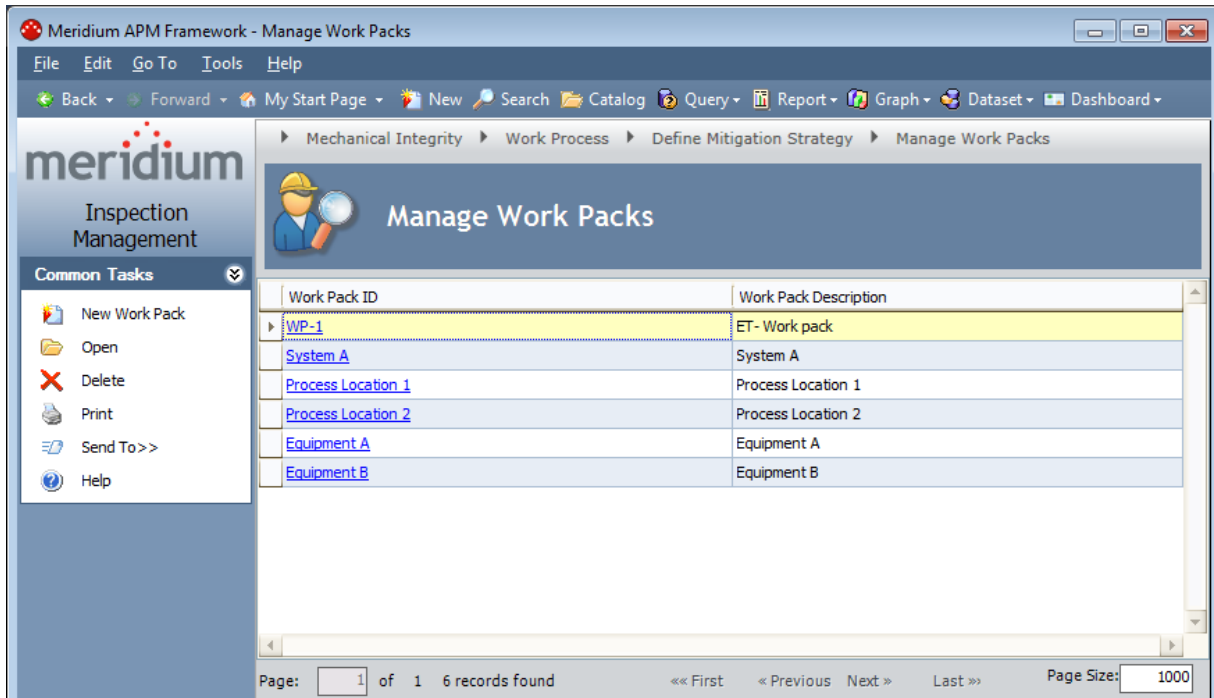 Meridium APM Framework - Manage Work Packs
File Edit Go To Tools Help
Back Forward My Start Page New Search Catalog Query Report Graph Dataset Dashboard
meridium
Inspection
Management
Mechanical Integrity Work Process Define Mitigation Strategy Manage Work Packs
Manage Work Packs
Common Tasks
New Work Pack
Open
Delete
Print
Send To>>
Help
Work Pack ID Work Pack Description
WP-1 ET- Work pack
System A System A
Process Location 1 Process Location 1
Process Location 2 Process Location 2
Equipment A Equipment A
Equipment B Equipment B
Page: 1 of 1 6 records found «« First « Previous Next » Last »» Page Size: 1000